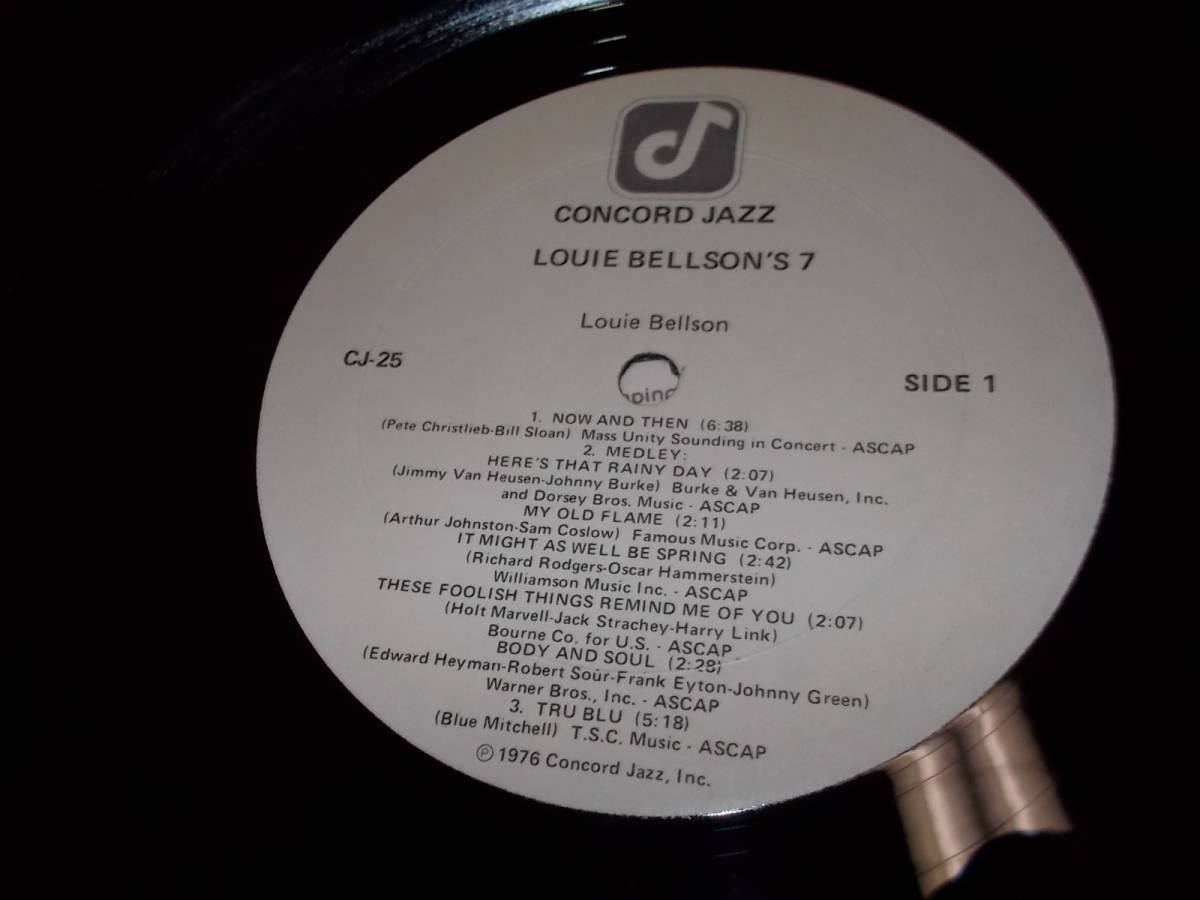 CONCORD JAZZ
LOUIE BELLSON'S 7
Louie Bellson
CJ-25
SIDE 1
1. NOW AND THEN (6:38)
(Pete Christlieb-Bill Sloan) Mass Unity Sounding in Concert - ASCAP
2. MEDLEY:
HERE'S THAT RAINY DAY (2:07)
(Jimmy Van Heusen-Johnny Burke) Burke & Van Heusen, Inc.
and Dorsey Bros. Music - ASCAP
MY OLD FLAME (2:11)
(Arthur Johnston-Sam Coslow) Famous Music Corp. - ASCAP
IT MIGHT AS WELL BE SPRING (2:42)
(Richard Rodgers-Oscar Hammerstein)
Williamson Music Inc. - ASCAP
THESE FOOLISH THINGS REMIND ME OF YOU (2:07)
(Holt Marvell-Jack Strachey-Harry Link)
Bourne Co. for U.S. - ASCAP
BODY AND SOUL (2:28)
(Edward Heyman-Robert Sour-Frank Eyton-Johnny Green)
Warner Bros., Inc. - ASCAP
3. TRU BLU (5:18)
(Blue Mitchell) T.S.C. Music - ASCAP
℗ 1976 Concord Jazz, Inc.